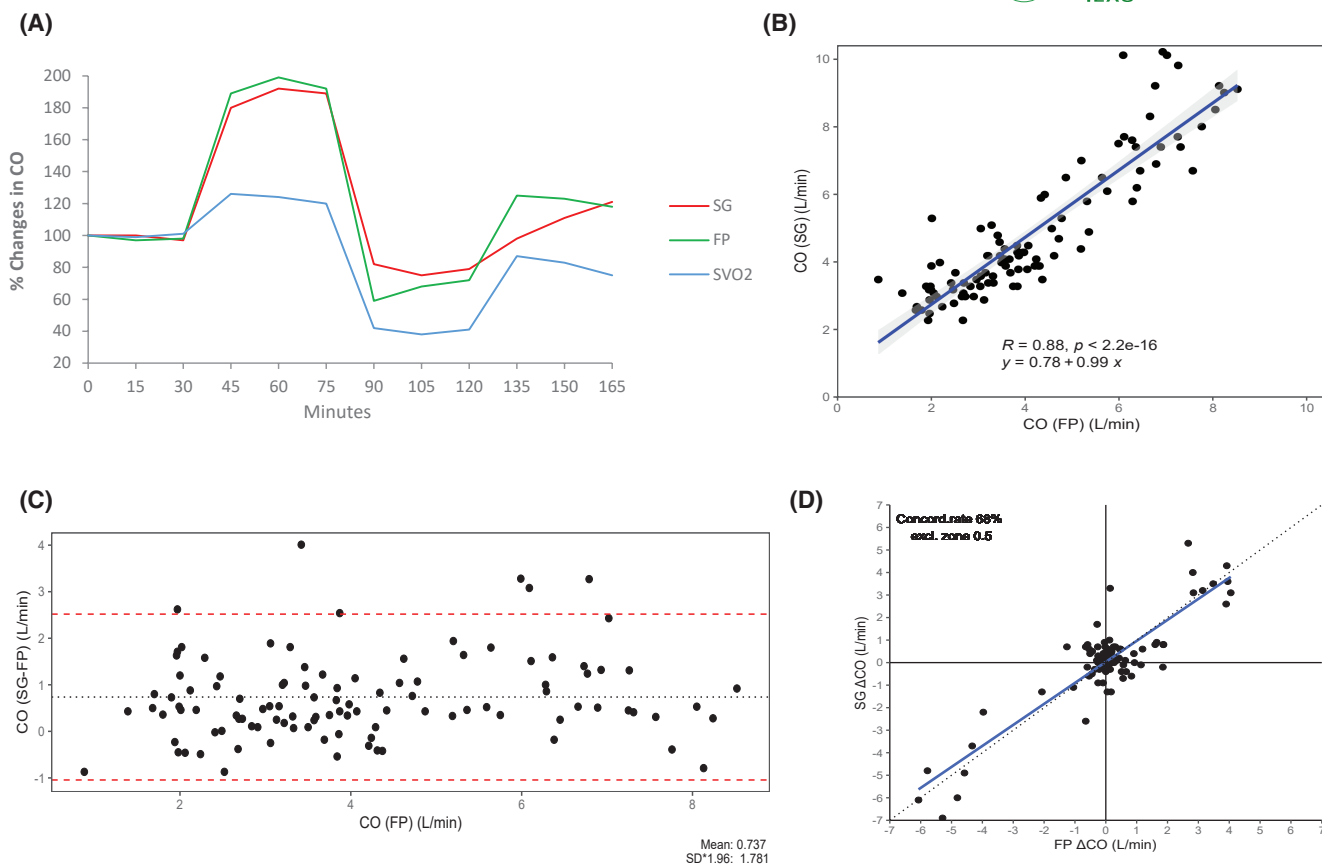 (A)
200
180
160
140
120
100
80
60
40
20
% Changes in CO
0 15 30 45 60 75 90 105 120 135 150 165
Minutes
SG
FP
SVO2
(B)
10
8
6
4
2
0
CO (SG) (L/min)
R = 0.88, p < 2.2e-16
y = 0.78 + 0.99 x
0 2 4 6 8 10
CO (FP) (L/min)
(C)
4
3
2
1
0
-1
CO (SG-FP) (L/min)
2 4 6 8
CO (FP) (L/min)
Mean: 0.737
SD*1.96: 1.781
(D)
Concord.rate 68%
excl. zone 0.5
7
6
5
4
3
2
1
0
-1
-2
-3
-4
-5
-6
-7
SG ΔCO (L/min)
-7 -6 -5 -4 -3 -2 -1 0 1 2 3 4 5 6 7
FP ΔCO (L/min)